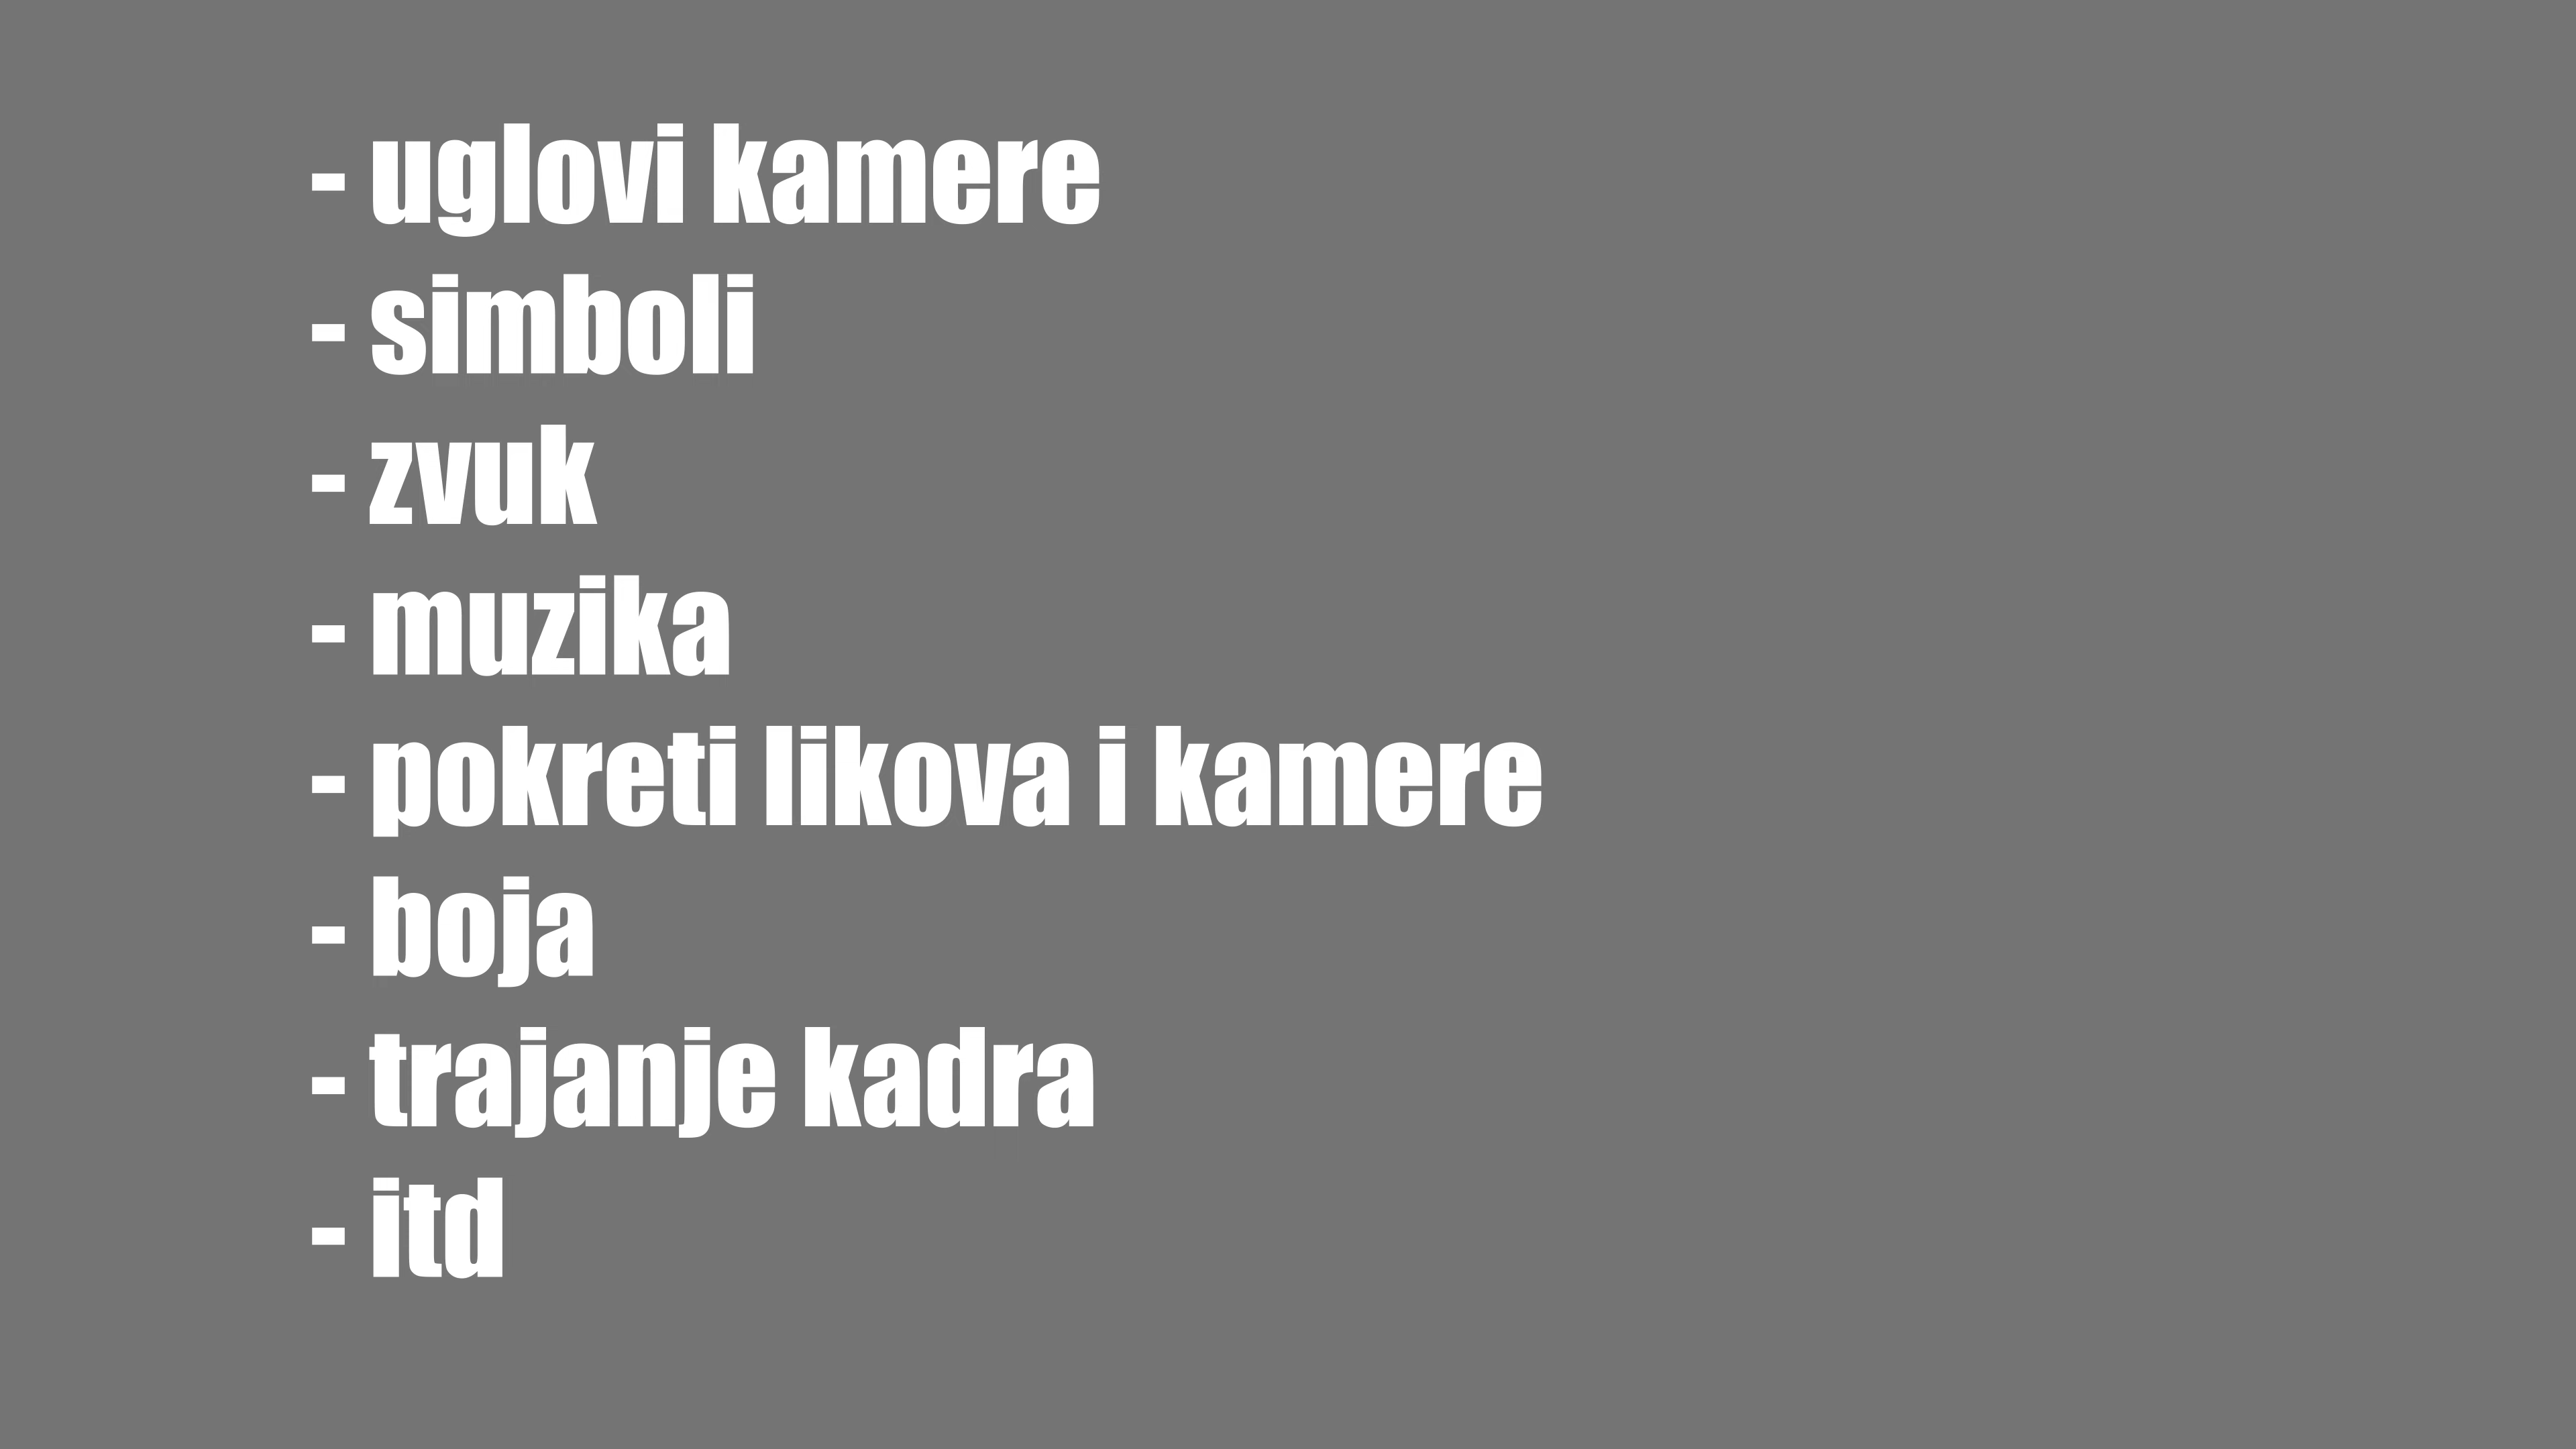 - uglovi kamere
- simboli
- zvuk
- muzika
- pokreti likova i kamere
- boja
- trajanje kadra
- itd